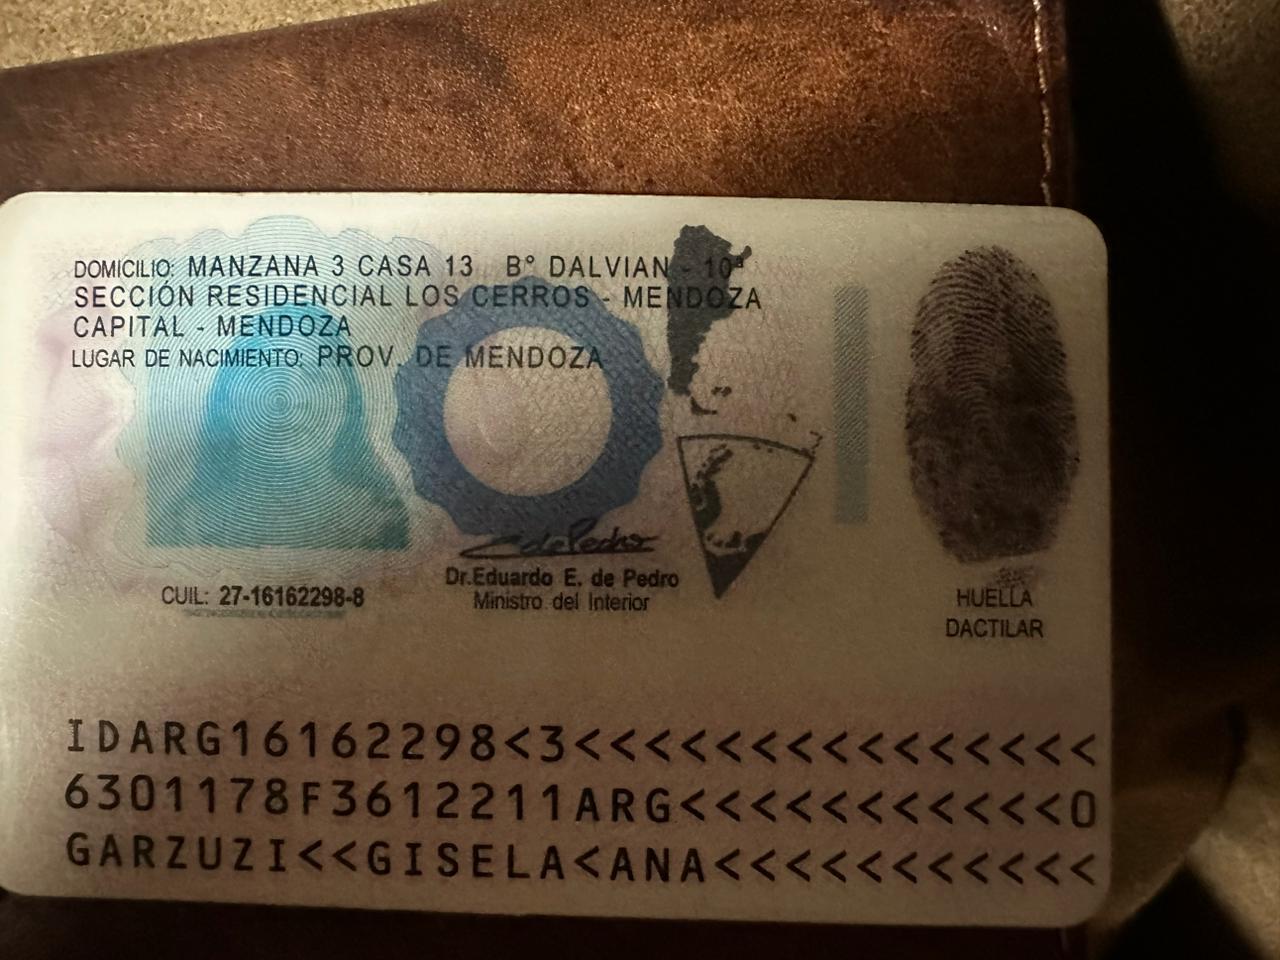 DOMICILIO: MANZANA 3 CASA 13 B° DALVIAN - 10ª
SECCIÓN RESIDENCIAL LOS CERROS - MENDOZA
CAPITAL - MENDOZA
LUGAR DE NACIMIENTO: PROV. DE MENDOZA
CUIL: 27-16162298-8
Dr.Eduardo E. de Pedro
Ministro del Interior
HUELLA
DACTILAR
IDARG16162298<3<<<<<<<<<<<<<<<
6301178F3612211ARG<<<<<<<<<<<0
GARZUZI<<GISELA<ANA<<<<<<<<<<<